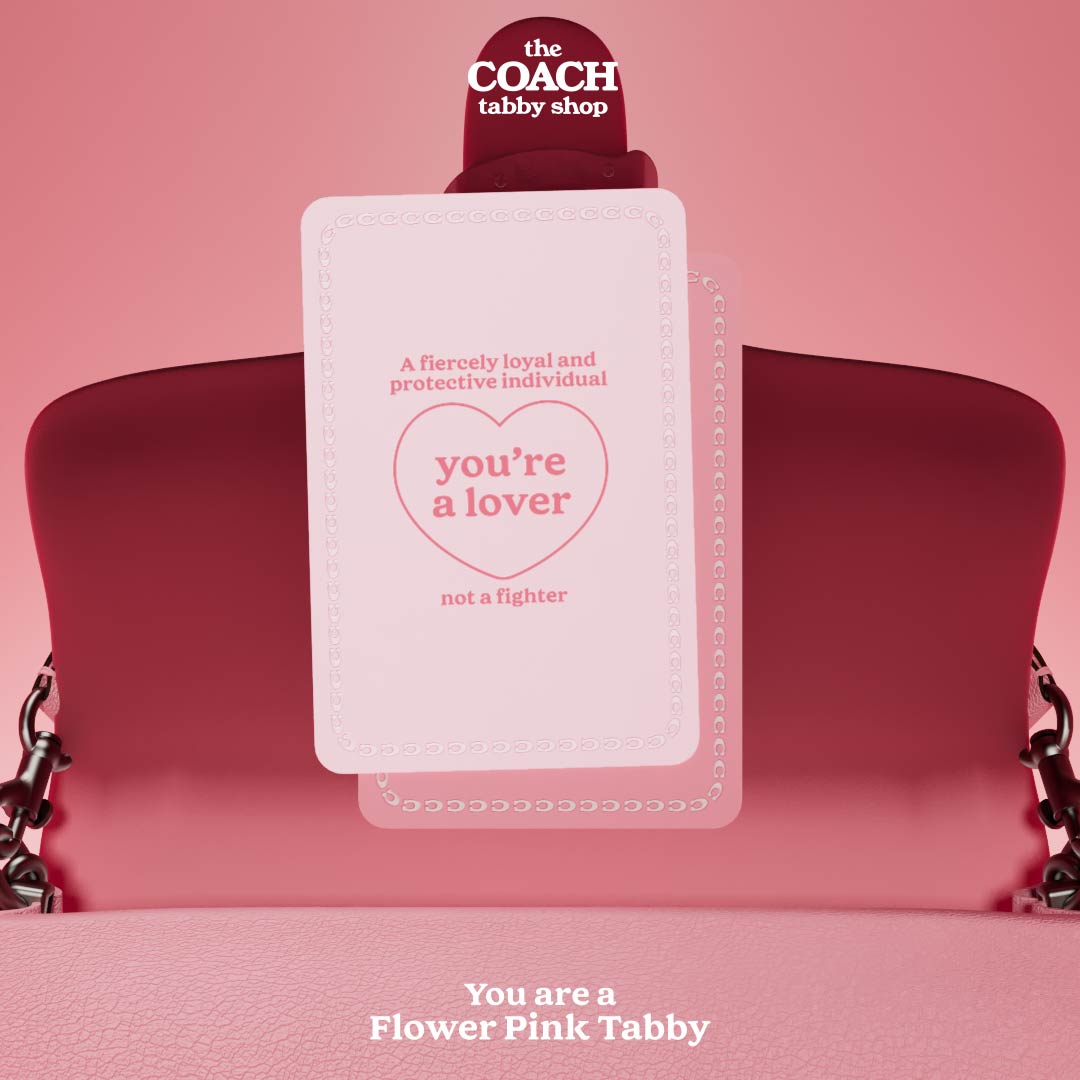 the
COACH
tabby shop
A fiercely loyal and
protective individual
you're
a lover
not a fighter
You are a
Flower Pink Tabby